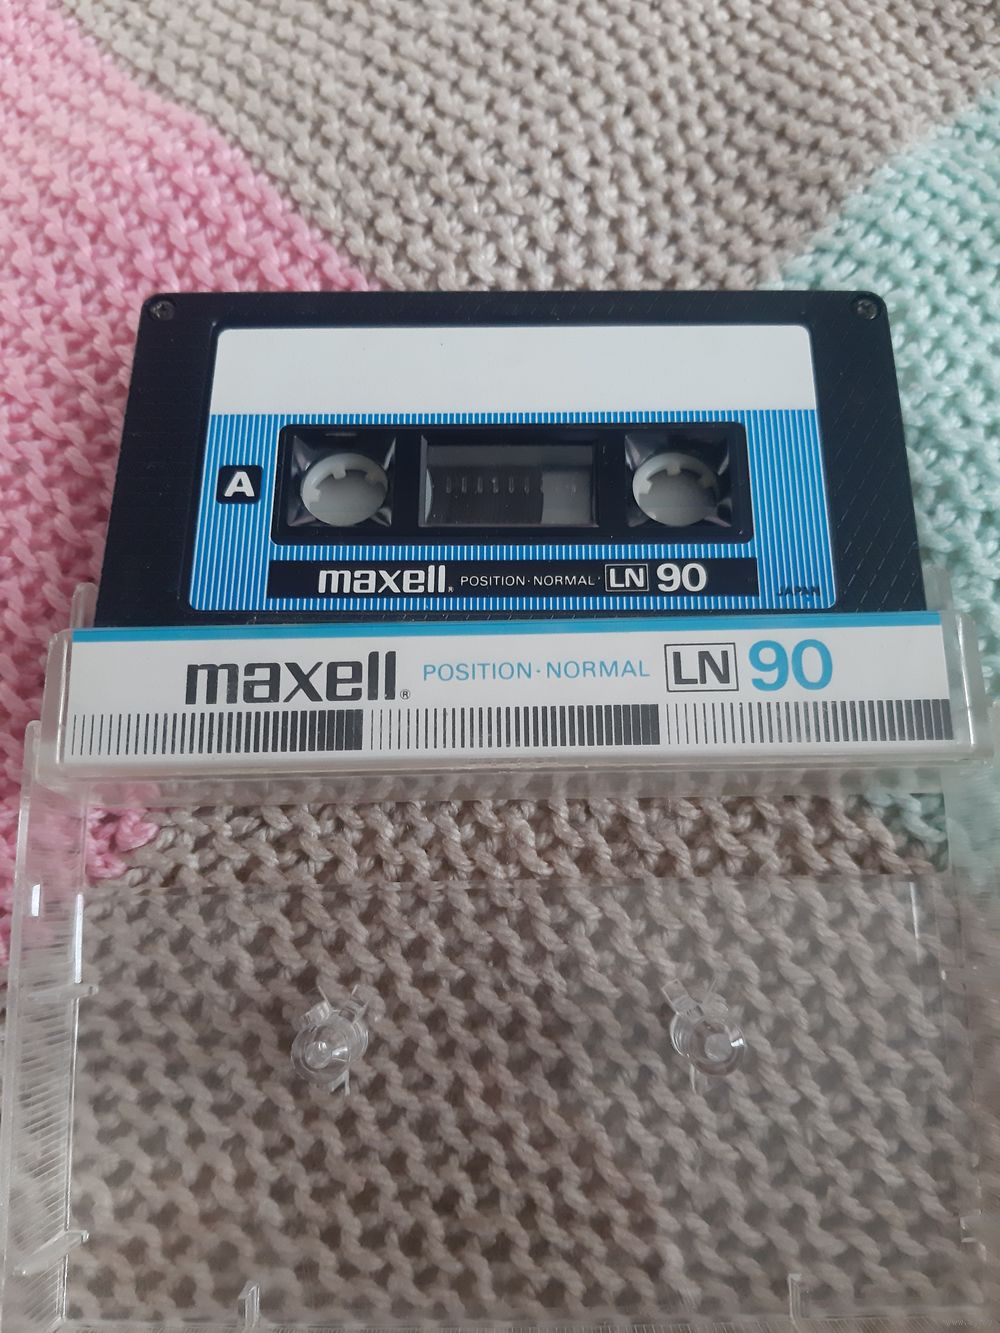 A
maxell® POSITION·NORMAL LN 90
JAPAN
maxell® POSITION·NORMAL LN 90